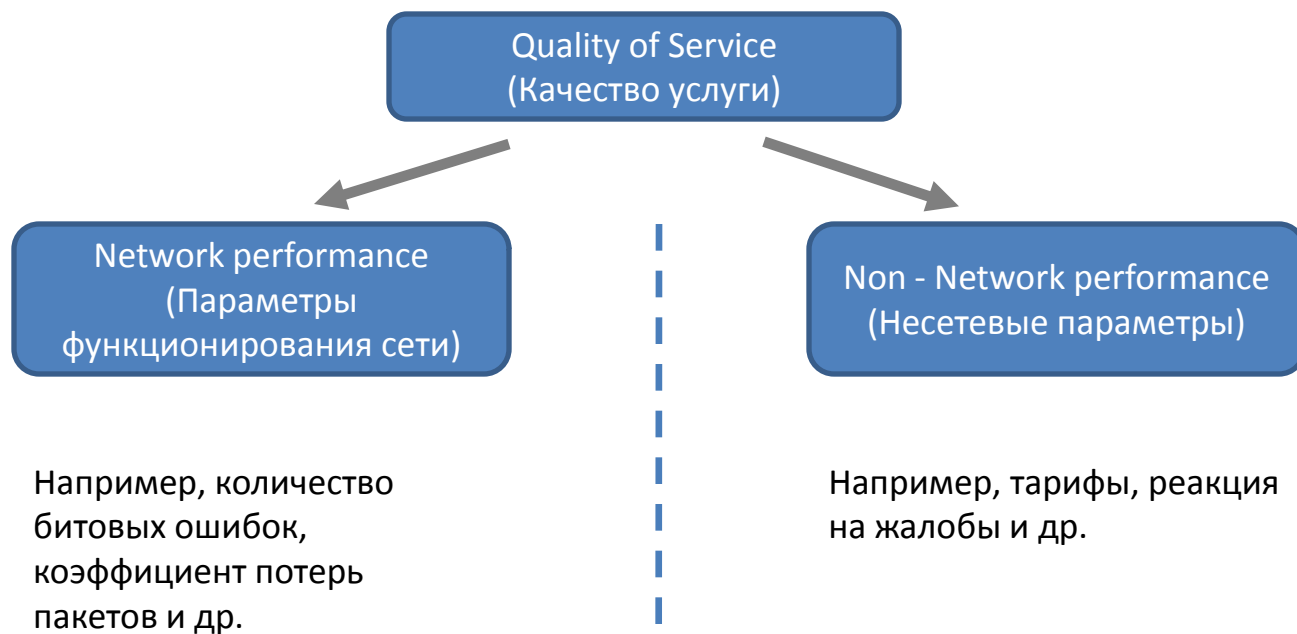 Quality of Service
(Качество услуги)
Network performance
(Параметры
функционирования сети)
Non - Network performance
(Несетевые параметры)
Например, количество
битовых ошибок,
коэффициент потерь
пакетов и др.
Например, тарифы, реакция
на жалобы и др.